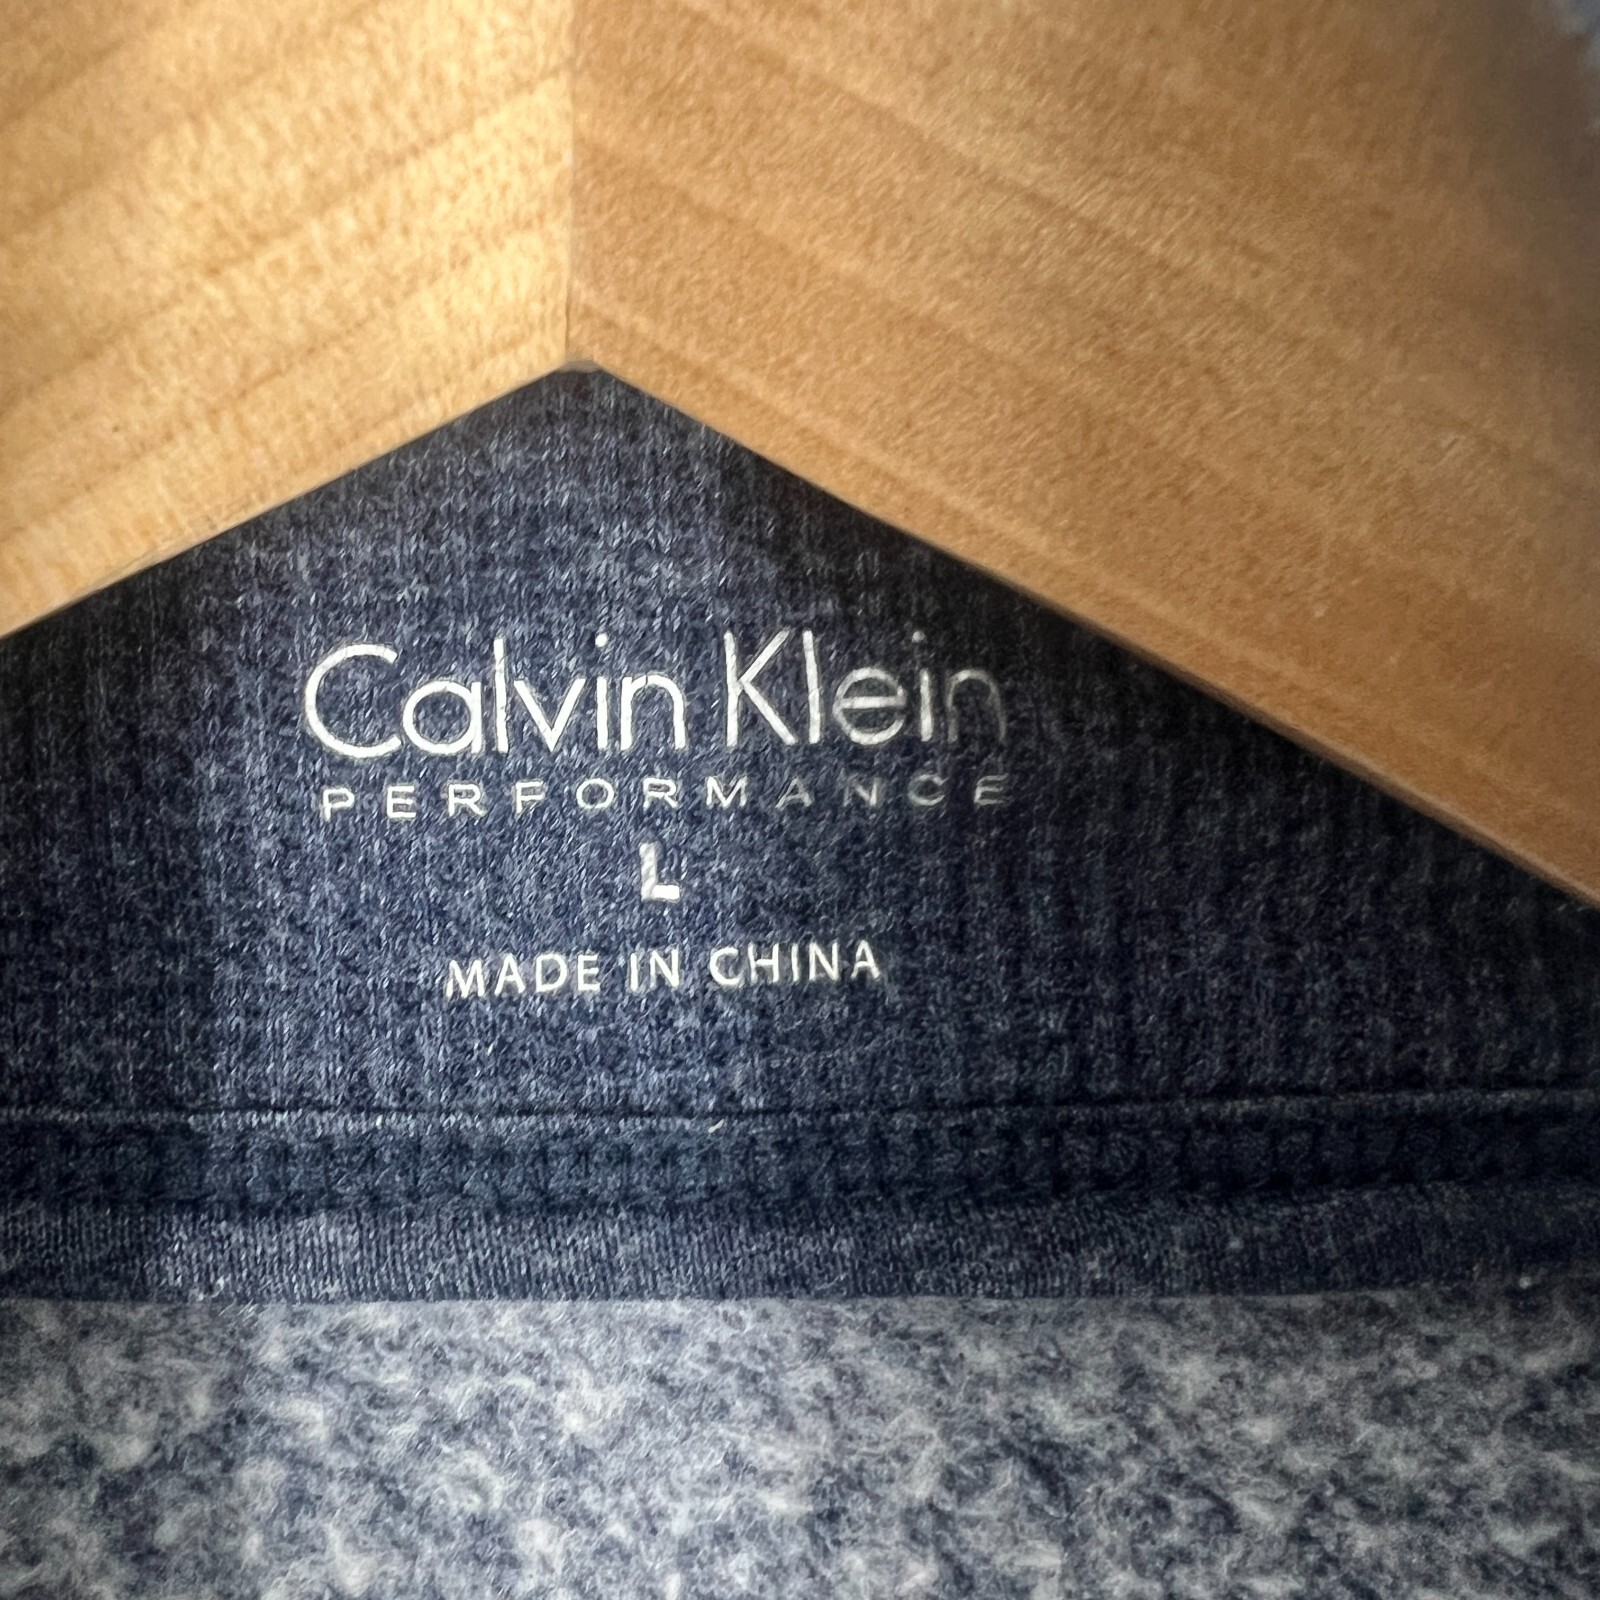 Calvin Klein
PERFORMANCE
L
MADE IN CHINA